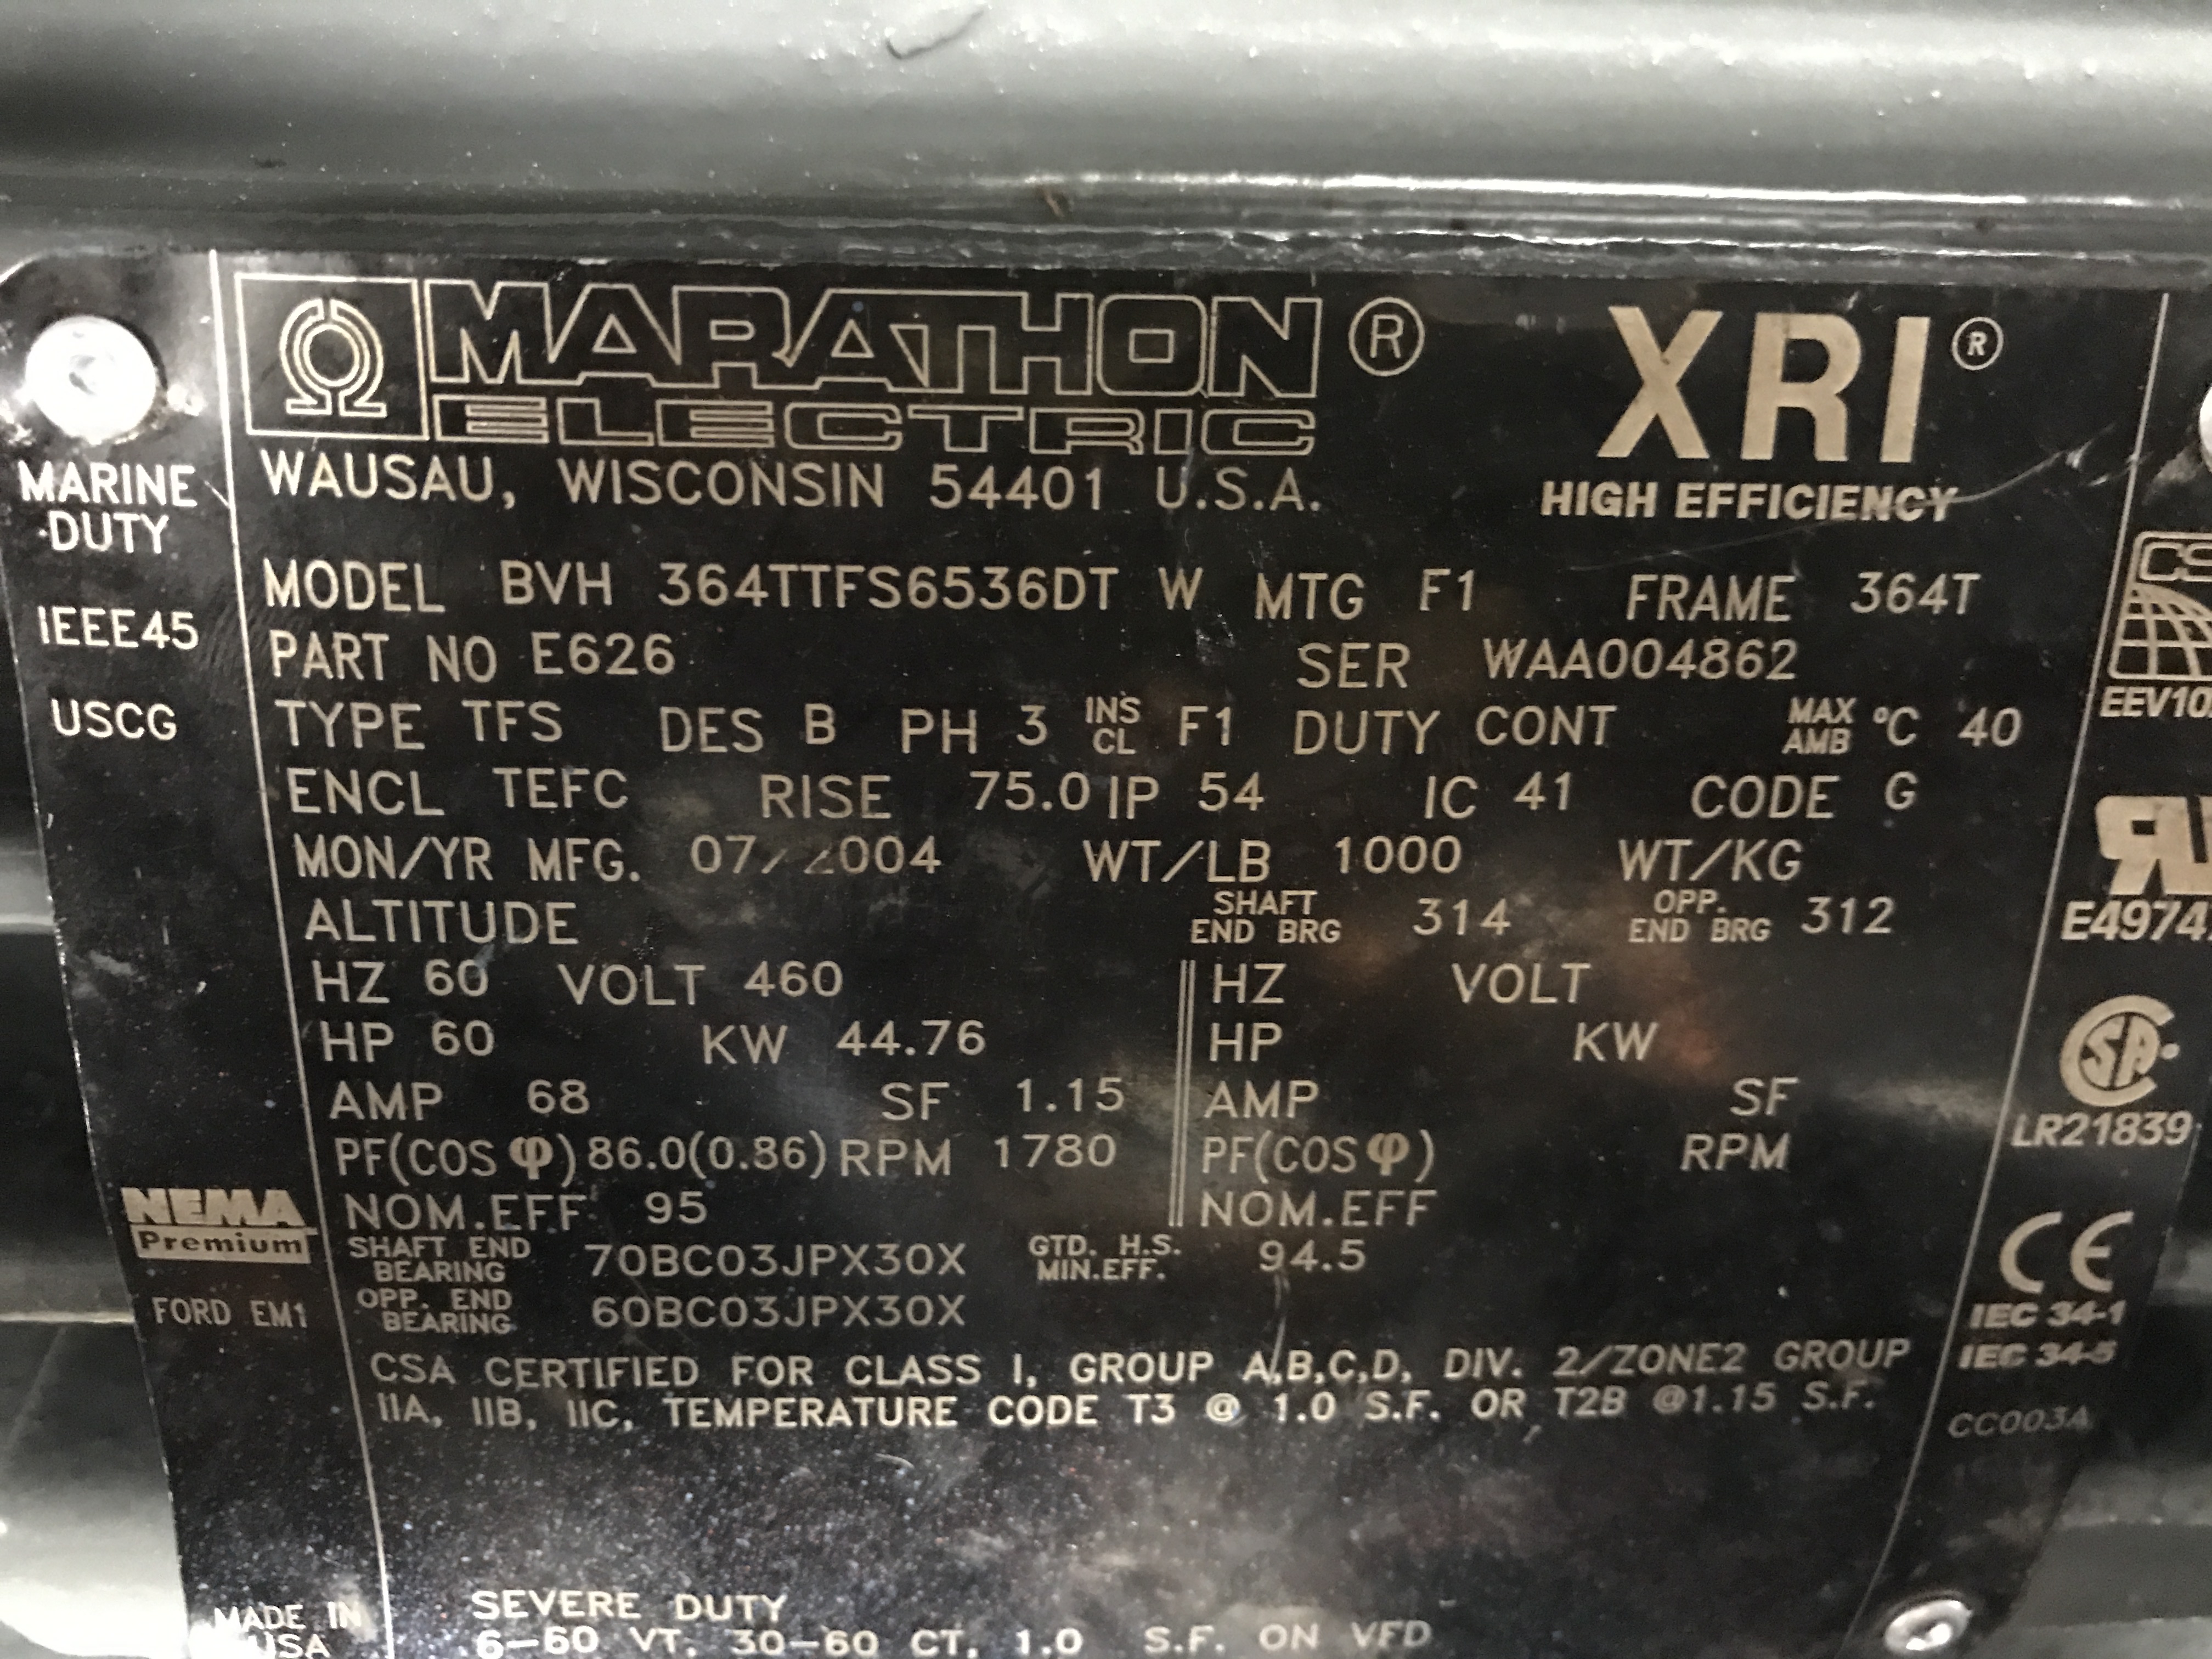 MARATHON ®
ELECTRIC
WAUSAU, WISCONSIN 54401 U.S.A.
XRI ®
HIGH EFFICIENCY
MARINE
DUTY
IEEE45
USCG
MODEL BVH 364TTFS6536DT W MTG F1 FRAME 364T
PART NO E626 SER WAA004862
TYPE TFS DES B PH 3 INS CL F1 DUTY CONT MAX AMB °C 40
ENCL TEFC RISE 75.0 IP 54 IC 41 CODE G
MON/YR MFG. 07/2004 WT/LB 1000 WT/KG
ALTITUDE SHAFT END BRG 314 OPP. END BRG 312
HZ 60 VOLT 460 HZ VOLT
HP 60 KW 44.76 HP KW
AMP 68 SF 1.15 AMP SF
PF(COS φ) 86.0(0.86) RPM 1780 PF(COS φ) RPM
NOM.EFF 95 NOM.EFF
SHAFT END BEARING 70BC03JPX30X GTD. H.S. MIN.EFF. 94.5
OPP. END BEARING 60BC03JPX30X
CSA CERTIFIED FOR CLASS I, GROUP A,B,C,D, DIV. 2/ZONE2 GROUP
IIA, IIB, IIC, TEMPERATURE CODE T3 @ 1.0 S.F. OR T2B @1.15 S.F.
SEVERE DUTY
6-60 VT, 30-60 CT, 1.0 S.F. ON VFD
NEMA
Premium
FORD EM1
MADE IN
USA
SA
LR21839
CE
IEC 34-1
IEC 34-5
CC003A